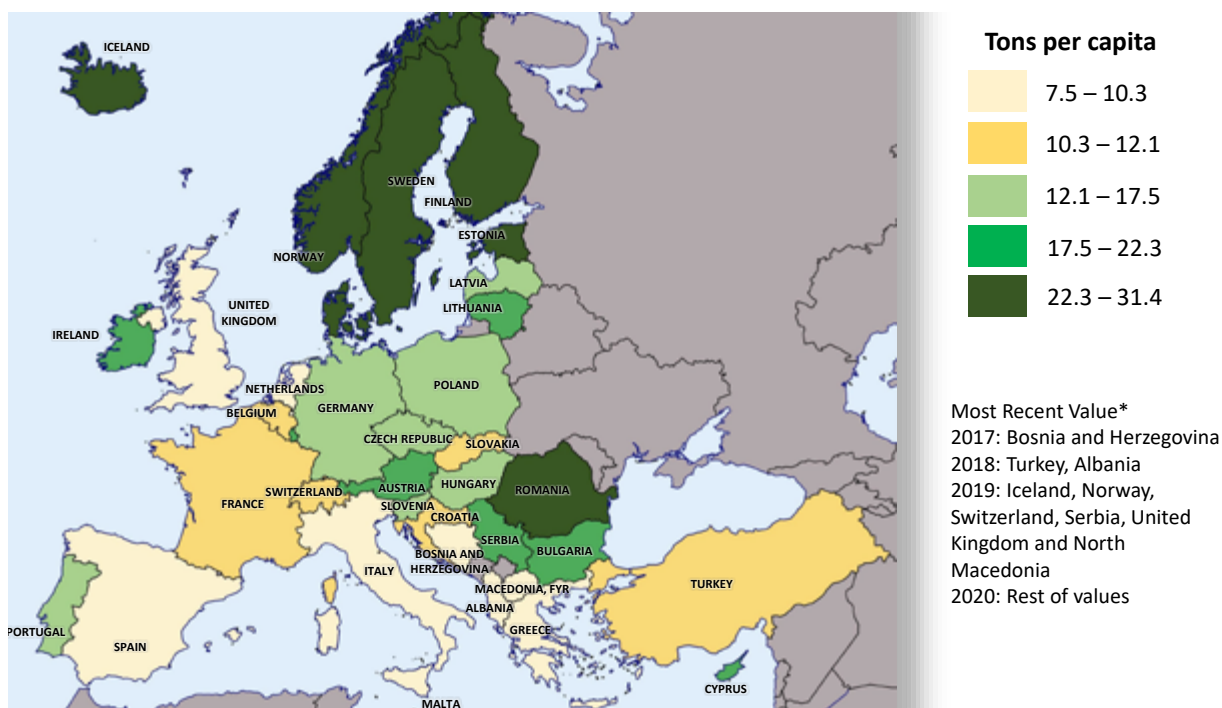 ICELAND
SWEDEN
FINLAND
NORWAY
ESTONIA
LATVIA
LITHUANIA
UNITED
KINGDOM
IRELAND
NETHERLANDS
BELGIUM
GERMANY
POLAND
CZECH REPUBLIC
SLOVAKIA
SWITZERLAND
AUSTRIA
HUNGARY
ROMANIA
FRANCE
SLOVENIA
CROATIA
SERBIA
BULGARIA
BOSNIA AND
HERZEGOVINA
ITALY
MACEDONIA, FYR
TURKEY
ALBANIA
GREECE
PORTUGAL
SPAIN
CYPRUS
MALTA
Tons per capita
7.5 – 10.3
10.3 – 12.1
12.1 – 17.5
17.5 – 22.3
22.3 – 31.4
Most Recent Value*
2017: Bosnia and Herzegovina
2018: Turkey, Albania
2019: Iceland, Norway,
Switzerland, Serbia, United
Kingdom and North
Macedonia
2020: Rest of values